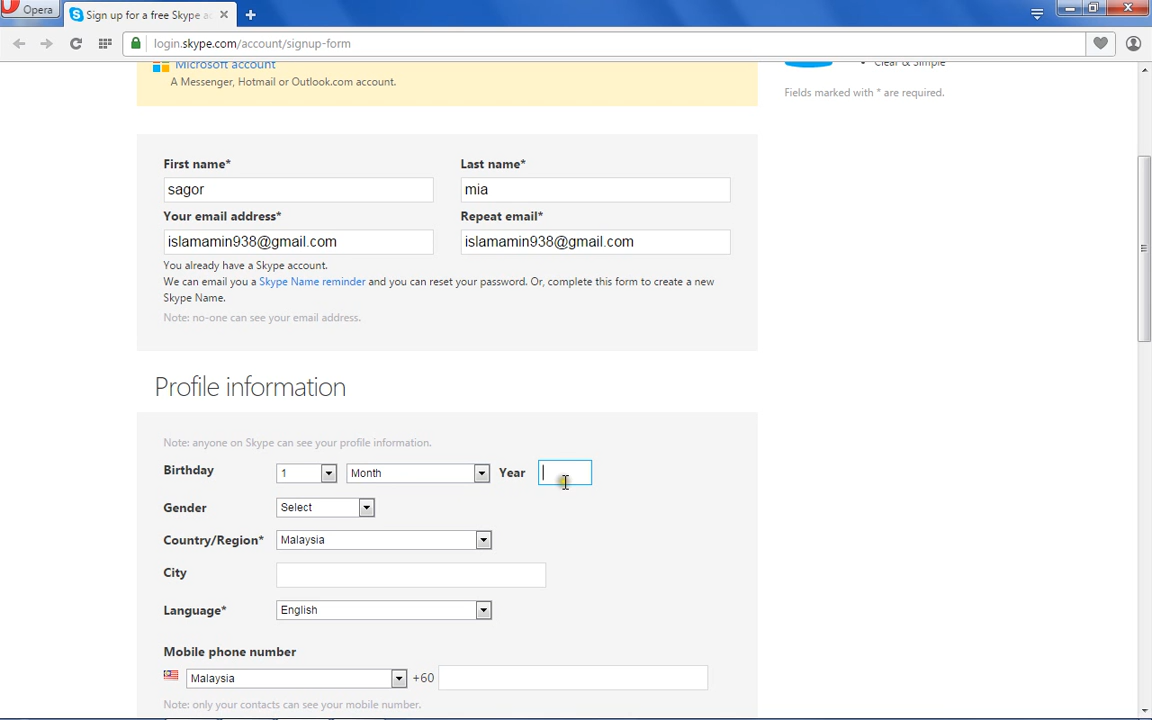 Opera
Sign up for a free Skype a
login.skype.com/account/signup-form
Microsoft account
A Messenger, Hotmail or Outlook.com account.
Clear & Simple
Fields marked with * are required.
First name*
Last name*
sagor
mia
Your email address*
Repeat email*
islamamin938@gmail.com
islamamin938@gmail.com
You already have a Skype account.
We can email you a Skype Name reminder and you can reset your password. Or, complete this form to create a new
Skype Name.
Note: no-one can see your email address.
Profile information
Note: anyone on Skype can see your profile information.
Birthday 1 Month Year
Gender Select
Country/Region* Malaysia
City
Language* English
Mobile phone number
Malaysia +60
Note: only your contacts can see your mobile number.